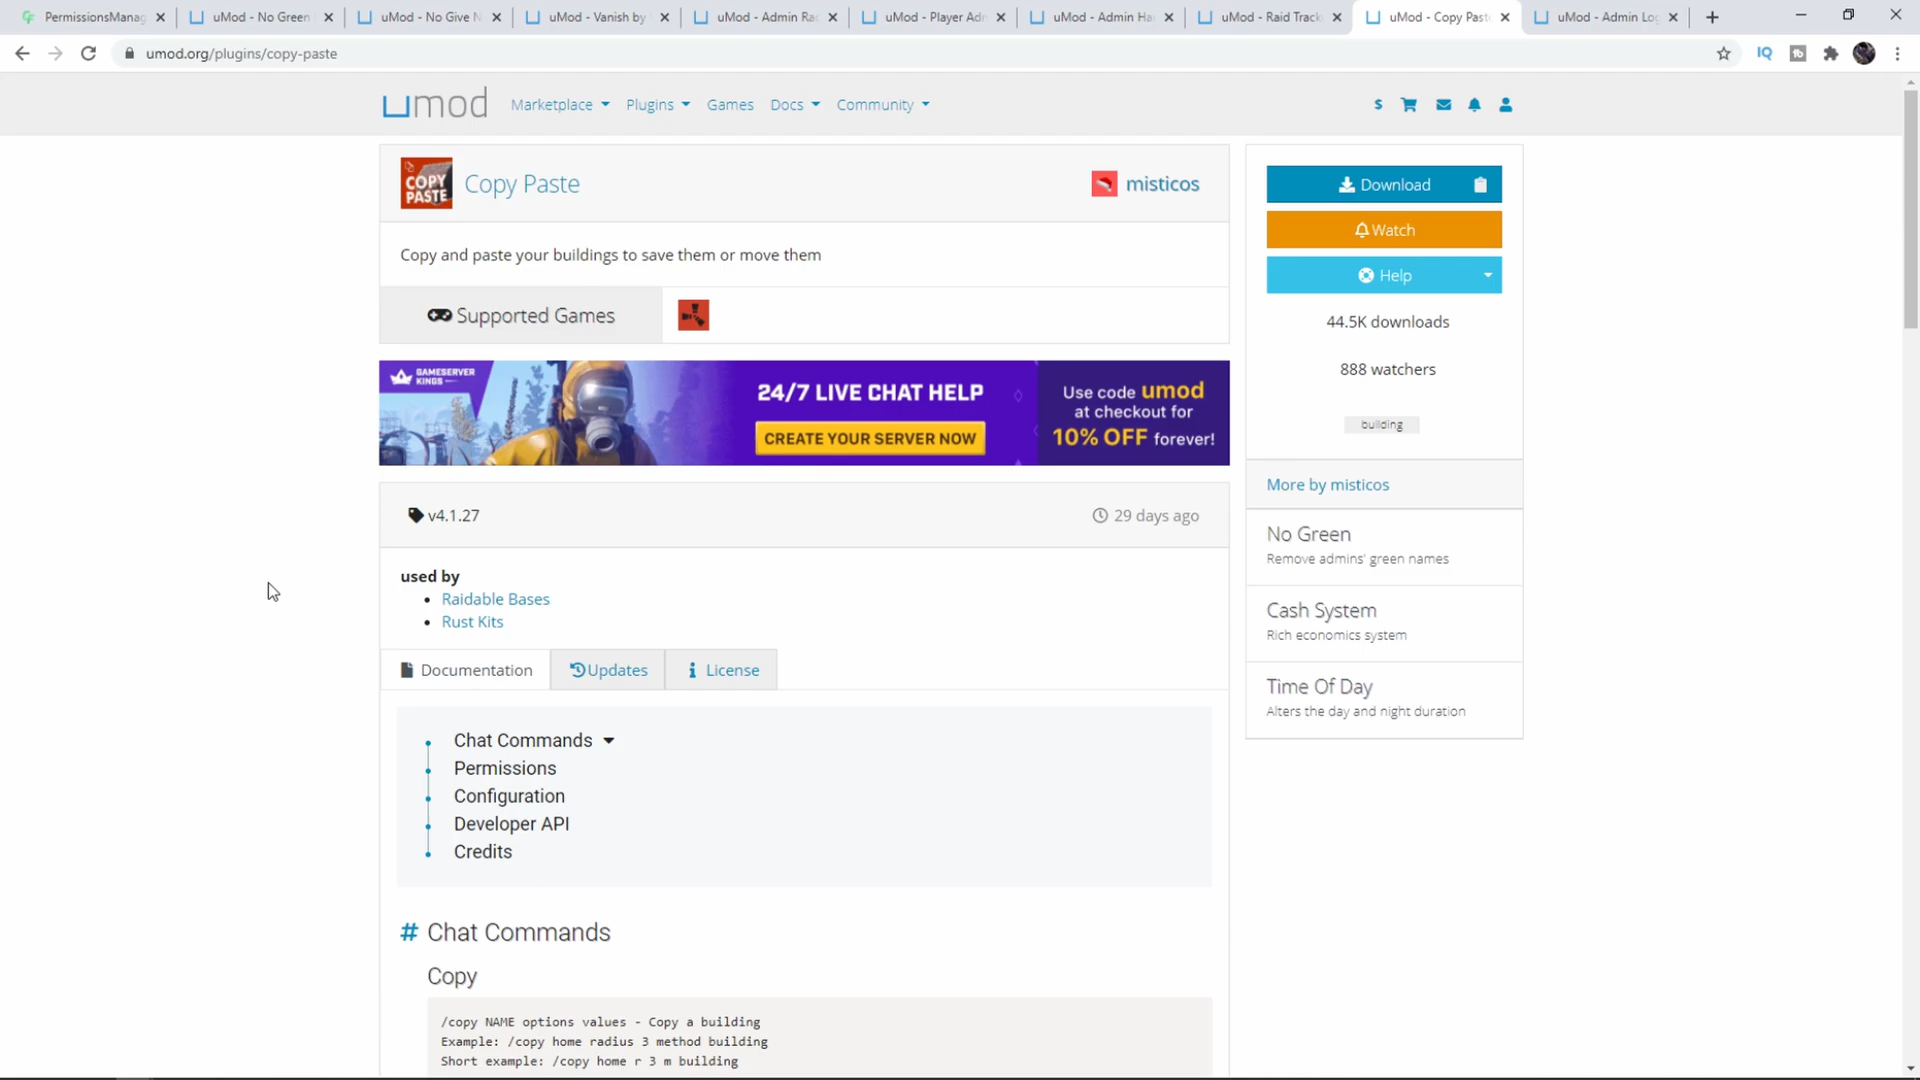 PermissionsManag
uMod - No Green
uMod - No Give N
uMod - Vanish by
uMod - Admin Ra
uMod - Player Adm
uMod - Admin Ha
uMod - Raid Track
uMod - Copy Past
uMod - Admin Log
umod.org/plugins/copy-paste
IQ
umod
Marketplace
Plugins
Games
Docs
Community
$
COPY
PASTE
Copy Paste
misticos
Copy and paste your buildings to save them or move them
Supported Games
GAMESERVER
KINGS
24/7 LIVE CHAT HELP
CREATE YOUR SERVER NOW
Use code umod
at checkout for
10% OFF forever!
v4.1.27
29 days ago
used by
Raidable Bases
Rust Kits
Documentation
Updates
License
Chat Commands
Permissions
Configuration
Developer API
Credits
# Chat Commands
Copy
/copy NAME options values - Copy a building
Example: /copy home radius 3 method building
Short example: /copy home r 3 m building
Download
Watch
Help
44.5K downloads
888 watchers
building
More by misticos
No Green
Remove admins' green names
Cash System
Rich economics system
Time Of Day
Alters the day and night duration